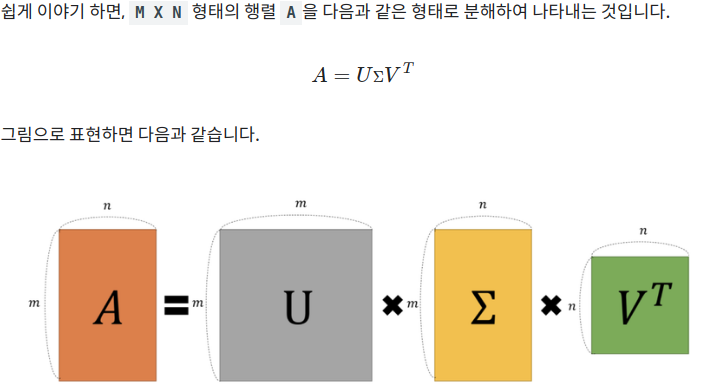 쉽게 이야기 하면, M X N 형태의 행렬 A 을 다음과 같은 형태로 분해하여 나타내는 것입니다.
A = UΣV^T
그림으로 표현하면 다음과 같습니다.
n m n n
m A = m U × m Σ × n V^T